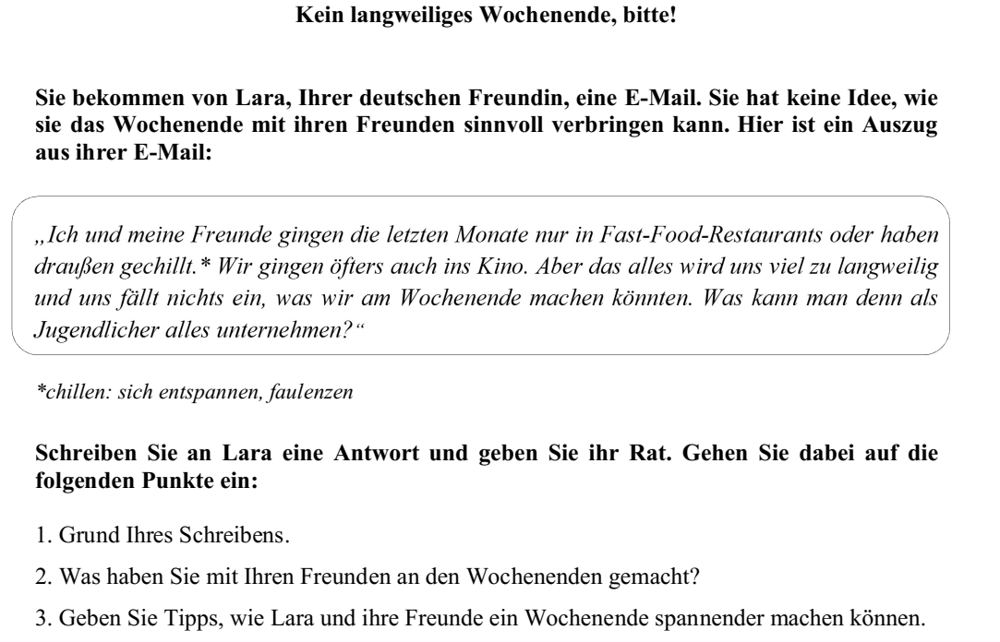 Kein langweiliges Wochenende, bitte!
Sie bekommen von Lara, Ihrer deutschen Freundin, eine E-Mail. Sie hat keine Idee, wie
sie das Wochenende mit ihren Freunden sinnvoll verbringen kann. Hier ist ein Auszug
aus ihrer E-Mail:
„Ich und meine Freunde gingen die letzten Monate nur in Fast-Food-Restaurants oder haben
draußen gechillt.* Wir gingen öfters auch ins Kino. Aber das alles wird uns viel zu langweilig
und uns fällt nichts ein, was wir am Wochenende machen könnten. Was kann man denn als
Jugendlicher alles unternehmen?“
*chillen: sich entspannen, faulenzen
Schreiben Sie an Lara eine Antwort und geben Sie ihr Rat. Gehen Sie dabei auf die
folgenden Punkte ein:
1. Grund Ihres Schreibens.
2. Was haben Sie mit Ihren Freunden an den Wochenenden gemacht?
3. Geben Sie Tipps, wie Lara und ihre Freunde ein Wochenende spannender machen können.